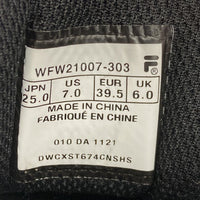 WFW21007-303
JPN US EUR UK
25.0 7.0 39.5 6.0
MADE IN CHINA
FABRIQUÉ EN CHINE
010 DA 1121
DWCXST674CNSHS